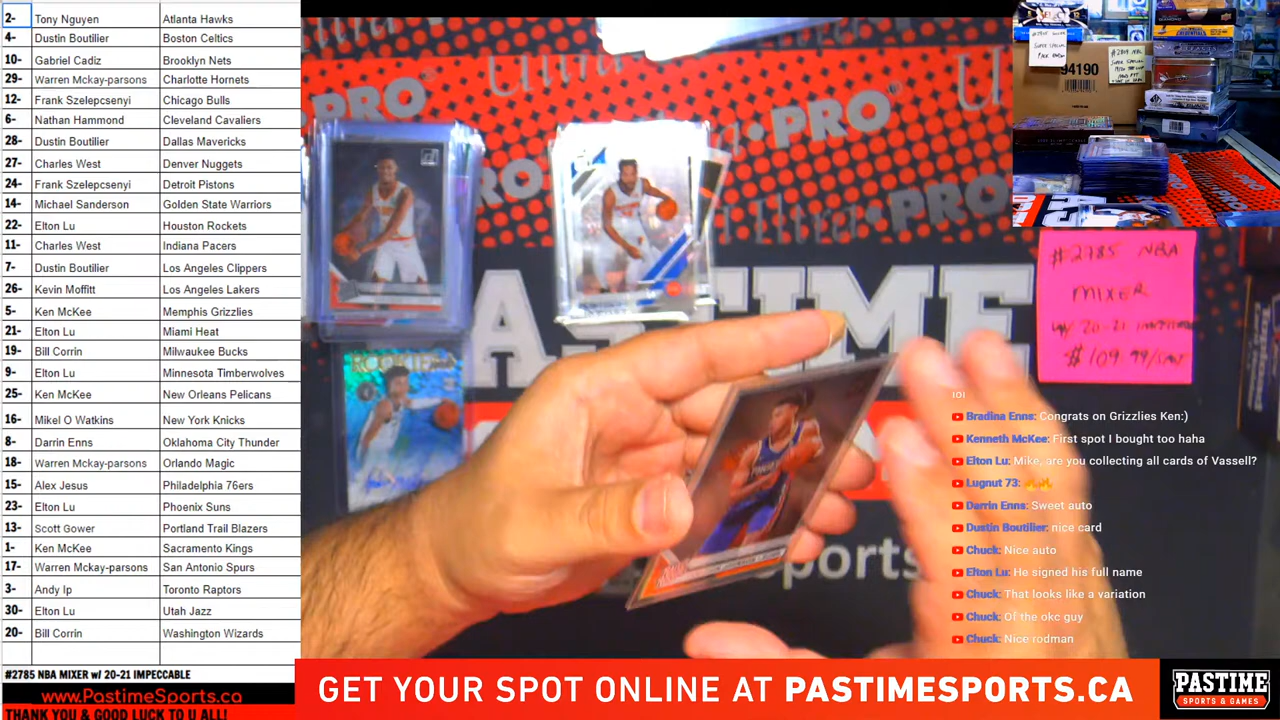 2- Tony Nguyen Atlanta Hawks
4- Dustin Boutilier Boston Celtics
10- Gabriel Cadiz Brooklyn Nets
29- Warren Mckay-parsons Charlotte Hornets
12- Frank Szelepcsenyi Chicago Bulls
6- Nathan Hammond Cleveland Cavaliers
28- Dustin Boutilier Dallas Mavericks
27- Charles West Denver Nuggets
24- Frank Szelepcsenyi Detroit Pistons
14- Michael Sanderson Golden State Warriors
22- Elton Lu Houston Rockets
11- Charles West Indiana Pacers
7- Dustin Boutilier Los Angeles Clippers
26- Kevin Moffitt Los Angeles Lakers
5- Ken McKee Memphis Grizzlies
21- Elton Lu Miami Heat
19- Bill Corrin Milwaukee Bucks
9- Elton Lu Minnesota Timberwolves
25- Ken McKee New Orleans Pelicans
16- Mikel O Watkins New York Knicks
8- Darrin Enns Oklahoma City Thunder
18- Warren Mckay-parsons Orlando Magic
15- Alex Jesus Philadelphia 76ers
23- Elton Lu Phoenix Suns
13- Scott Gower Portland Trail Blazers
1- Ken McKee Sacramento Kings
17- Warren Mckay-parsons San Antonio Spurs
3- Andy Ip Toronto Raptors
30- Elton Lu Utah Jazz
20- Bill Corrin Washington Wizards
#2785 NBA MIXER w/ 20-21 IMPECCABLE
www.PastimeSports.ca
THANK YOU & GOOD LUCK TO U ALL!
PRO
PRO
94190
#2785 NBA
MIXER
w/ 20-21
$109.99/SPOT
Bradina Enns: Congrats on Grizzlies Ken:)
Kenneth McKee: First spot I bought too haha
Elton Lu: Mike, are you collecting all cards of Vassell?
Lugnut 73: 🔥🔥
Darrin Enns: Sweet auto
Dustin Boutilier: nice card
Chuck: Nice auto
Elton Lu: He signed his full name
Chuck: That looks like a variation
Chuck: Of the okc guy
Chuck: Nice rodman
GET YOUR SPOT ONLINE AT PASTIMESPORTS.CA
PASTIME
SPORTS & GAMES